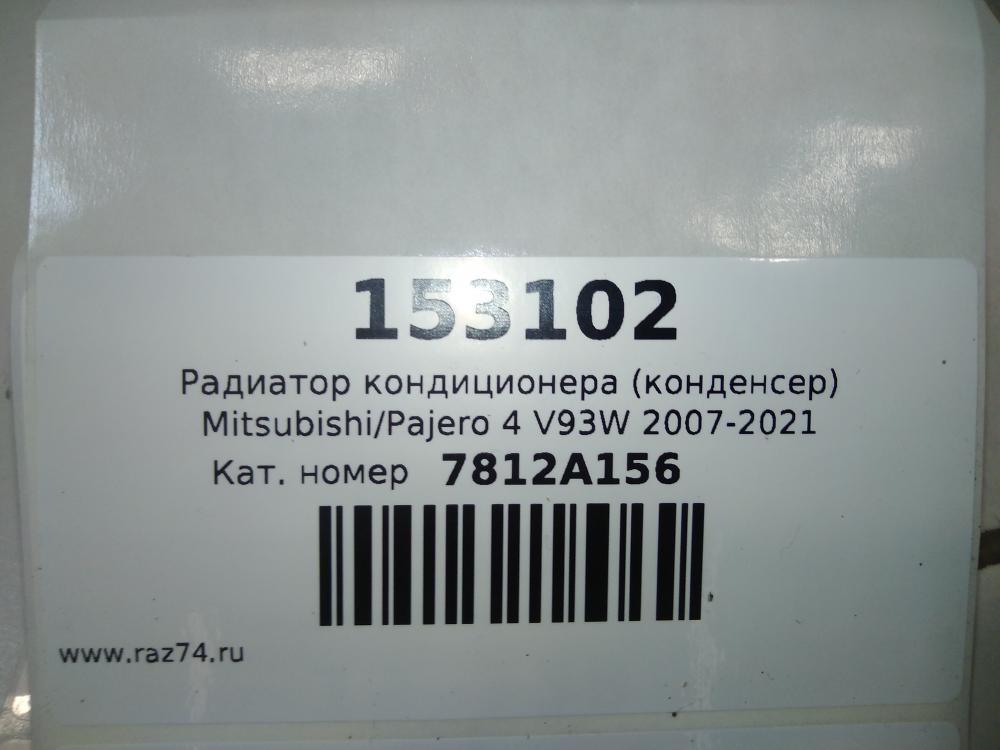 153102
Радиатор кондиционера (конденсер)
Mitsubishi/Pajero 4 V93W 2007-2021
Кат. номер 7812A156
www.raz74.ru